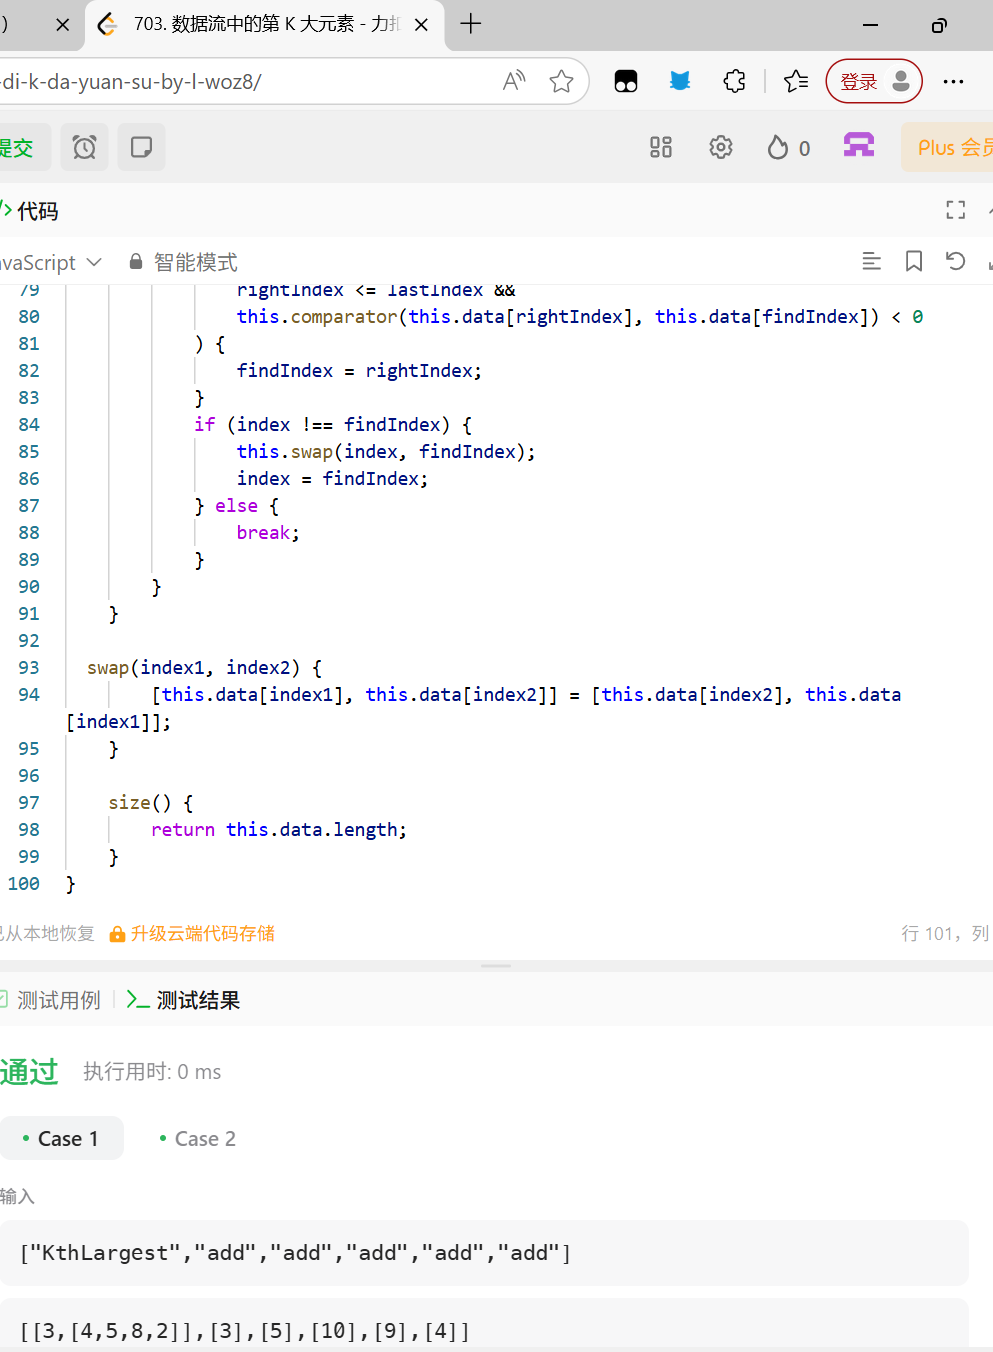 )
703. 数据流中的第 K 大元素 - 力扣
-di-k-da-yuan-su-by-l-woz8/
登录
提交
0
Plus 会员
代码
avaScript
智能模式
79 rightIndex <= lastIndex &&
80 this.comparator(this.data[rightIndex], this.data[findIndex]) < 0
81 ) {
82 findIndex = rightIndex;
83 }
84 if (index !== findIndex) {
85 this.swap(index, findIndex);
86 index = findIndex;
87 } else {
88 break;
89 }
90 }
91 }
92
93 swap(index1, index2) {
94 [this.data[index1], this.data[index2]] = [this.data[index2], this.data
[index1]];
95 }
96
97 size() {
98 return this.data.length;
99 }
100 }
已从本地恢复 升级云端代码存储 行 101，列
测试用例 测试结果
通过 执行用时: 0 ms
• Case 1 • Case 2
输入
["KthLargest","add","add","add","add","add"]
[[3,[4,5,8,2]],[3],[5],[10],[9],[4]]